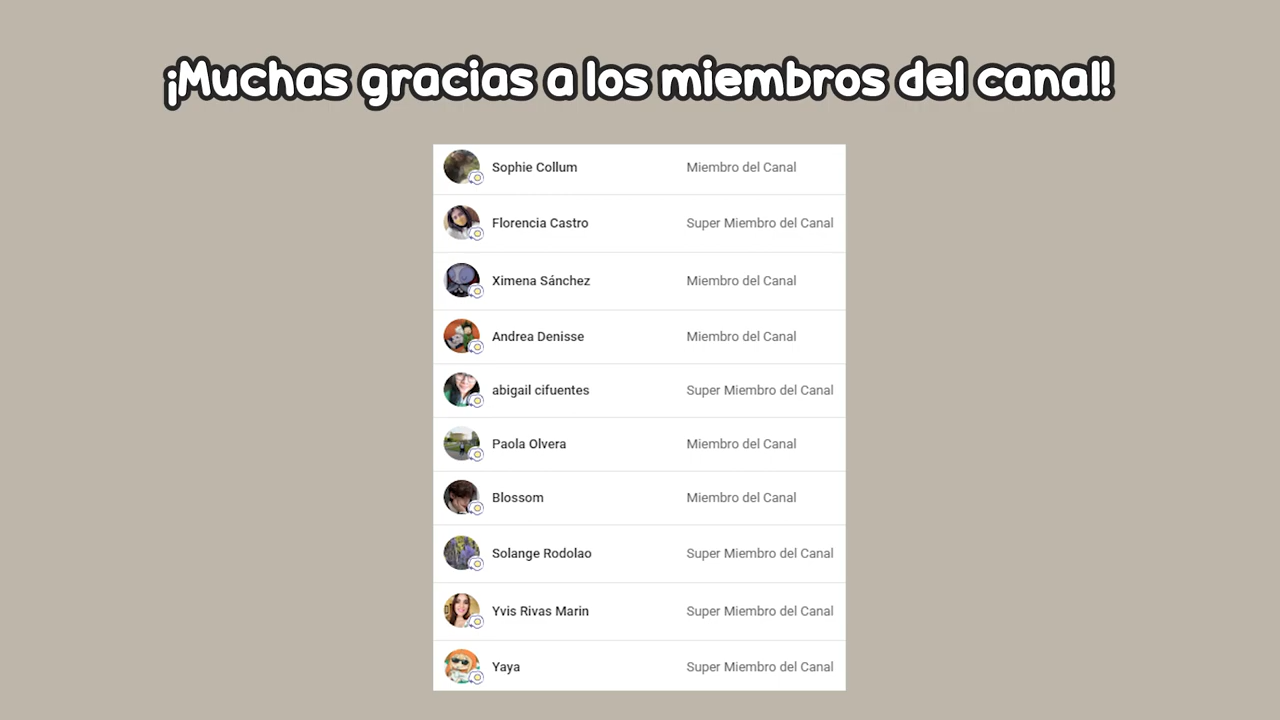 ¡Muchas gracias a los miembros del canal!
Sophie Collum Miembro del Canal
Florencia Castro Super Miembro del Canal
Ximena Sánchez Miembro del Canal
Andrea Denisse Miembro del Canal
abigail cifuentes Super Miembro del Canal
Paola Olvera Miembro del Canal
Blossom Miembro del Canal
Solange Rodolao Super Miembro del Canal
Yvis Rivas Marin Super Miembro del Canal
Yaya Super Miembro del Canal